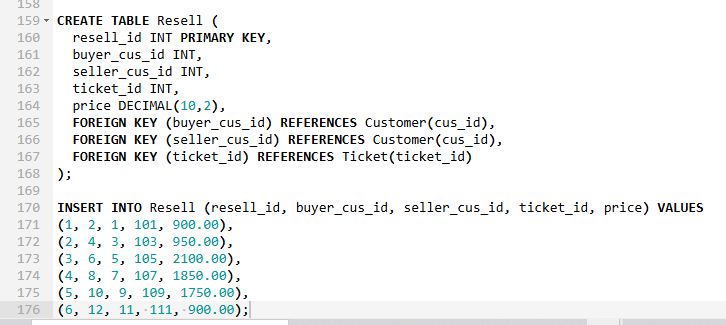 158
159 CREATE TABLE Resell (
160 resell_id INT PRIMARY KEY,
161 buyer_cus_id INT,
162 seller_cus_id INT,
163 ticket_id INT,
164 price DECIMAL(10,2),
165 FOREIGN KEY (buyer_cus_id) REFERENCES Customer(cus_id),
166 FOREIGN KEY (seller_cus_id) REFERENCES Customer(cus_id),
167 FOREIGN KEY (ticket_id) REFERENCES Ticket(ticket_id)
168 );
169
170 INSERT INTO Resell (resell_id, buyer_cus_id, seller_cus_id, ticket_id, price) VALUES
171 (1, 2, 1, 101, 900.00),
172 (2, 4, 3, 103, 950.00),
173 (3, 6, 5, 105, 2100.00),
174 (4, 8, 7, 107, 1850.00),
175 (5, 10, 9, 109, 1750.00),
176 (6, 12, 11, 111, 900.00);